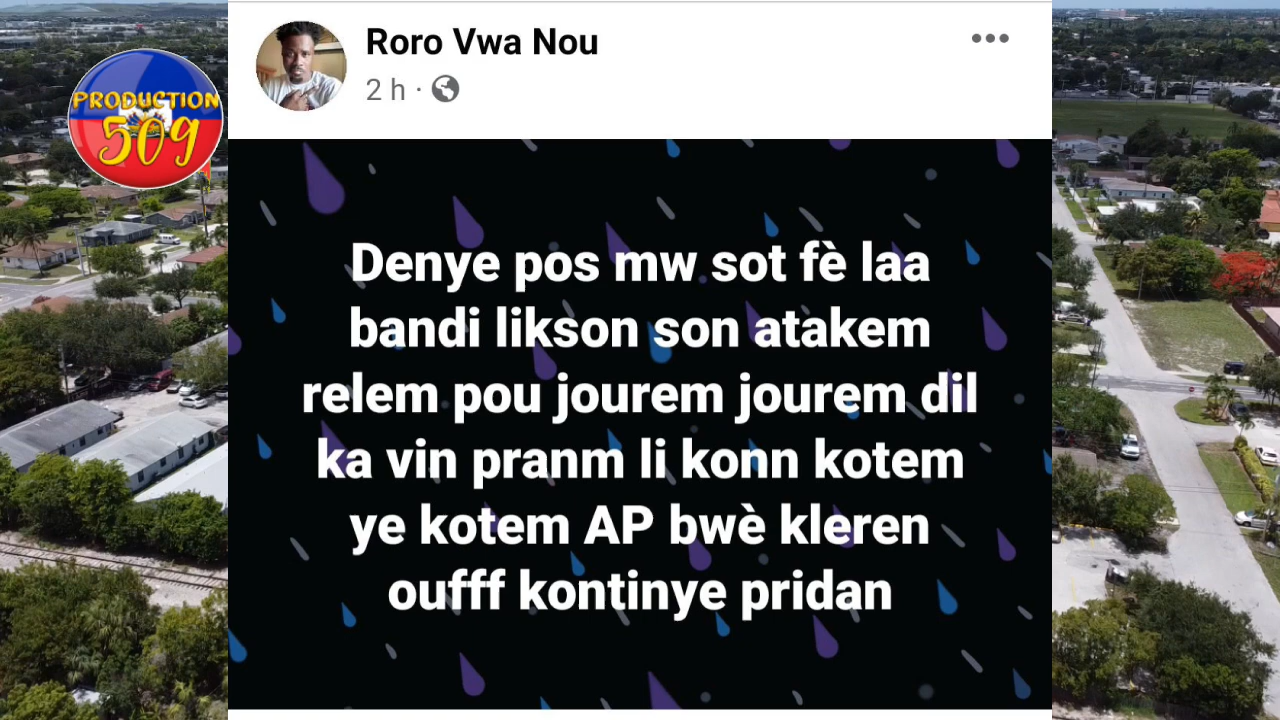 Roro Vwa Nou
2 h ·
PRODUCTION
509
Denye pos mw sot fè laa
bandi likson son atakem
relem pou jourem jourem dil
ka vin pranm li konn kotem
ye kotem AP bwè kleren
oufff kontinye pridan